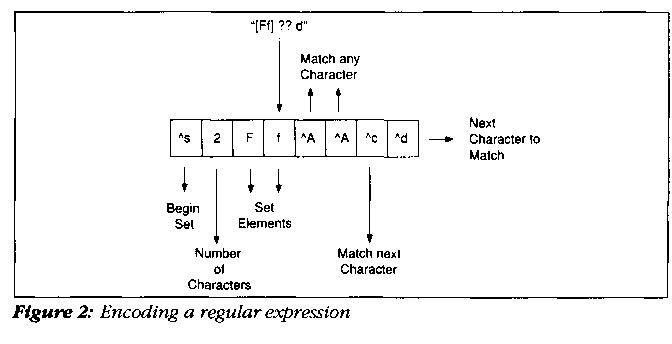 "[Ff] ?? d"
Match any
Character
^s 2 F f ^A ^A ^c ^d
Next
Character to
Match
Begin
Set
Set
Elements
Number
of
Characters
Match next
Character
Figure 2: Encoding a regular expression